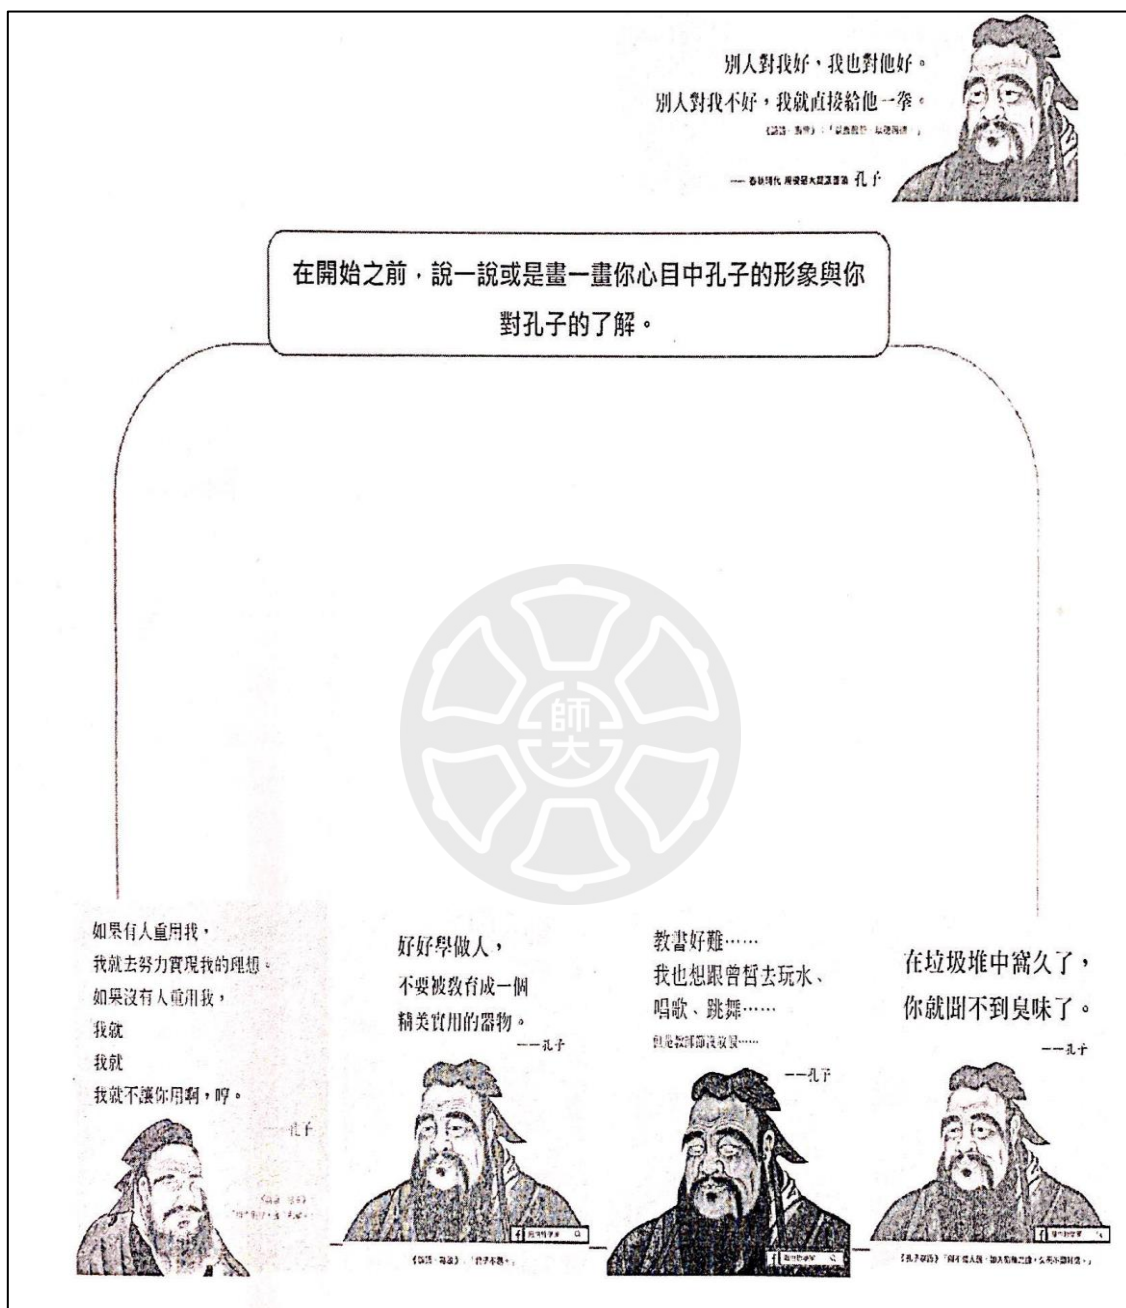 別人對我好，我也對他好。
別人對我不好，我就直接給他一拳。
孔子
在開始之前，說一說或是畫一畫你心目中孔子的形象與你
對孔子的了解。
師大
如果有人重用我，
我就去努力實現我的理想。
如果沒有人重用我，
我就
我就
我就不讓你用啊，哼。
——孔子
好好學做人，
不要被教育成一個
精美實用的器物。
——孔子
教書好難……
我也想跟曾皙去玩水、
唱歌、跳舞……
但是教師節沒放假……
——孔子
在垃圾堆中窩久了，
你就聞不到臭味了。
——孔子